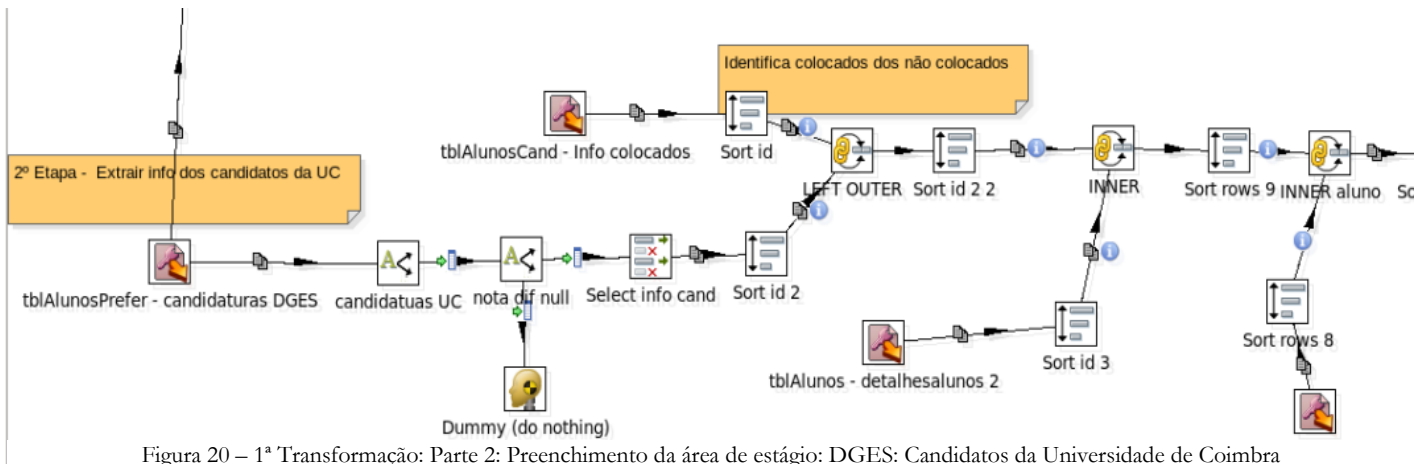 Identifica colocados dos não colocados
tblAlunosCand - Info colocados
Sort id
2º Etapa -  Extrair info dos candidatos da UC
LEFT OUTER
Sort id 2 2
INNER
Sort rows 9
INNER aluno
So
tblAlunosPrefer - candidaturas DGES
candidatuas UC
nota dif null
Select info cand
Sort id 2
tblAlunos - detalhesalunos 2
Sort id 3
Sort rows 8
Dummy (do nothing)
Figura 20 – 1ª Transformação: Parte 2: Preenchimento da área de estágio: DGES: Candidatos da Universidade de Coimbra